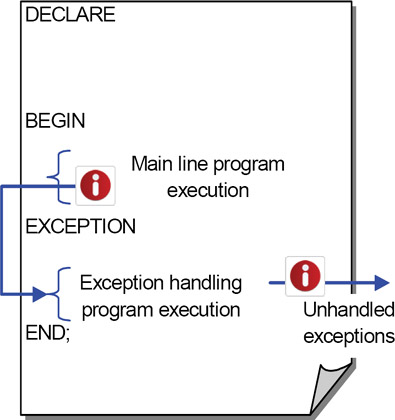 DECLARE
BEGIN
Main line program
execution
EXCEPTION
Exception handling
program execution
Unhandled
exceptions
END;